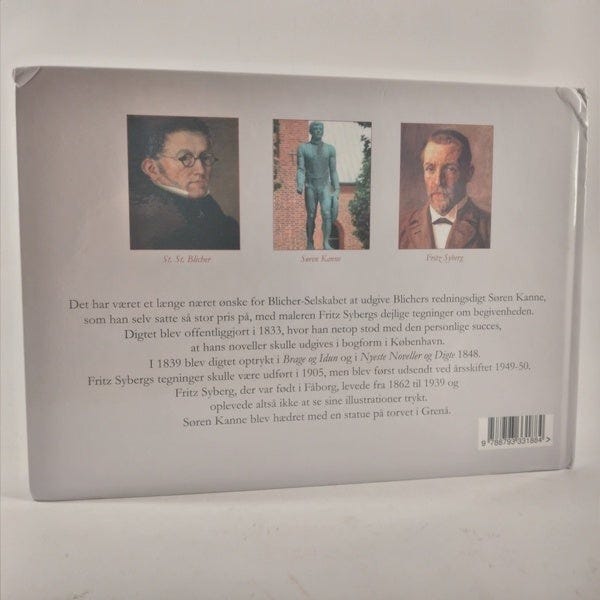 St. St. Blicher
Søren Kanne
Fritz Syberg
Det har været et længe næret ønske for Blicher-Selskabet at udgive Blichers redningsdigt Søren Kanne,
som han selv satte så stor pris på, med maleren Fritz Sybergs dejlige tegninger om begivenheden.
Digtet blev offentliggjort i 1833, hvor han netop stod med den personlige succes,
at hans noveller skulle udgives i bogform i København.
I 1839 blev digtet optrykt i Brage og Idun og i Nyeste Noveller og Digte 1848.
Fritz Sybergs tegninger skulle være udført i 1905, men blev først udsendt ved årsskiftet 1949-50.
Fritz Syberg, der var født i Fåborg, levede fra 1862 til 1939 og
oplevede altså ikke at se sine illustrationer trykt.
Søren Kanne blev hædret med en statue på torvet i Grenå.
9 788793 331884 >